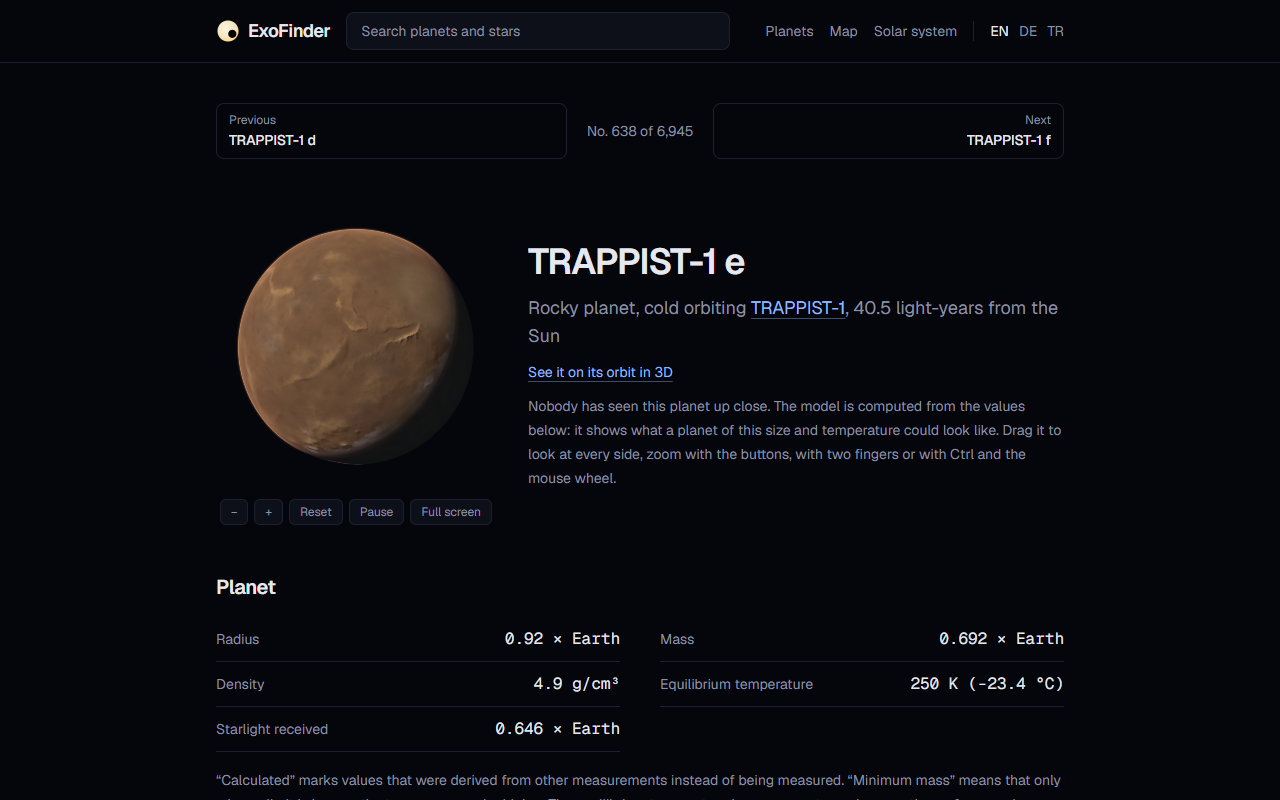 ExoFinder
Search planets and stars
Planets
Map
Solar system
EN
DE
TR
Previous
TRAPPIST-1 d
No. 638 of 6,945
Next
TRAPPIST-1 f
TRAPPIST-1 e
Rocky planet, cold orbiting TRAPPIST-1, 40.5 light-years from the
Sun
See it on its orbit in 3D
Nobody has seen this planet up close. The model is computed from the values
below: it shows what a planet of this size and temperature could look like. Drag it to
look at every side, zoom with the buttons, with two fingers or with Ctrl and the
mouse wheel.
−
+
Reset
Pause
Full screen
Planet
Radius
0.92 × Earth
Mass
0.692 × Earth
Density
4.9 g/cm³
Equilibrium temperature
250 K (-23.4 °C)
Starlight received
0.646 × Earth
“Calculated” marks values that were derived from other measurements instead of being measured. “Minimum mass” means that only